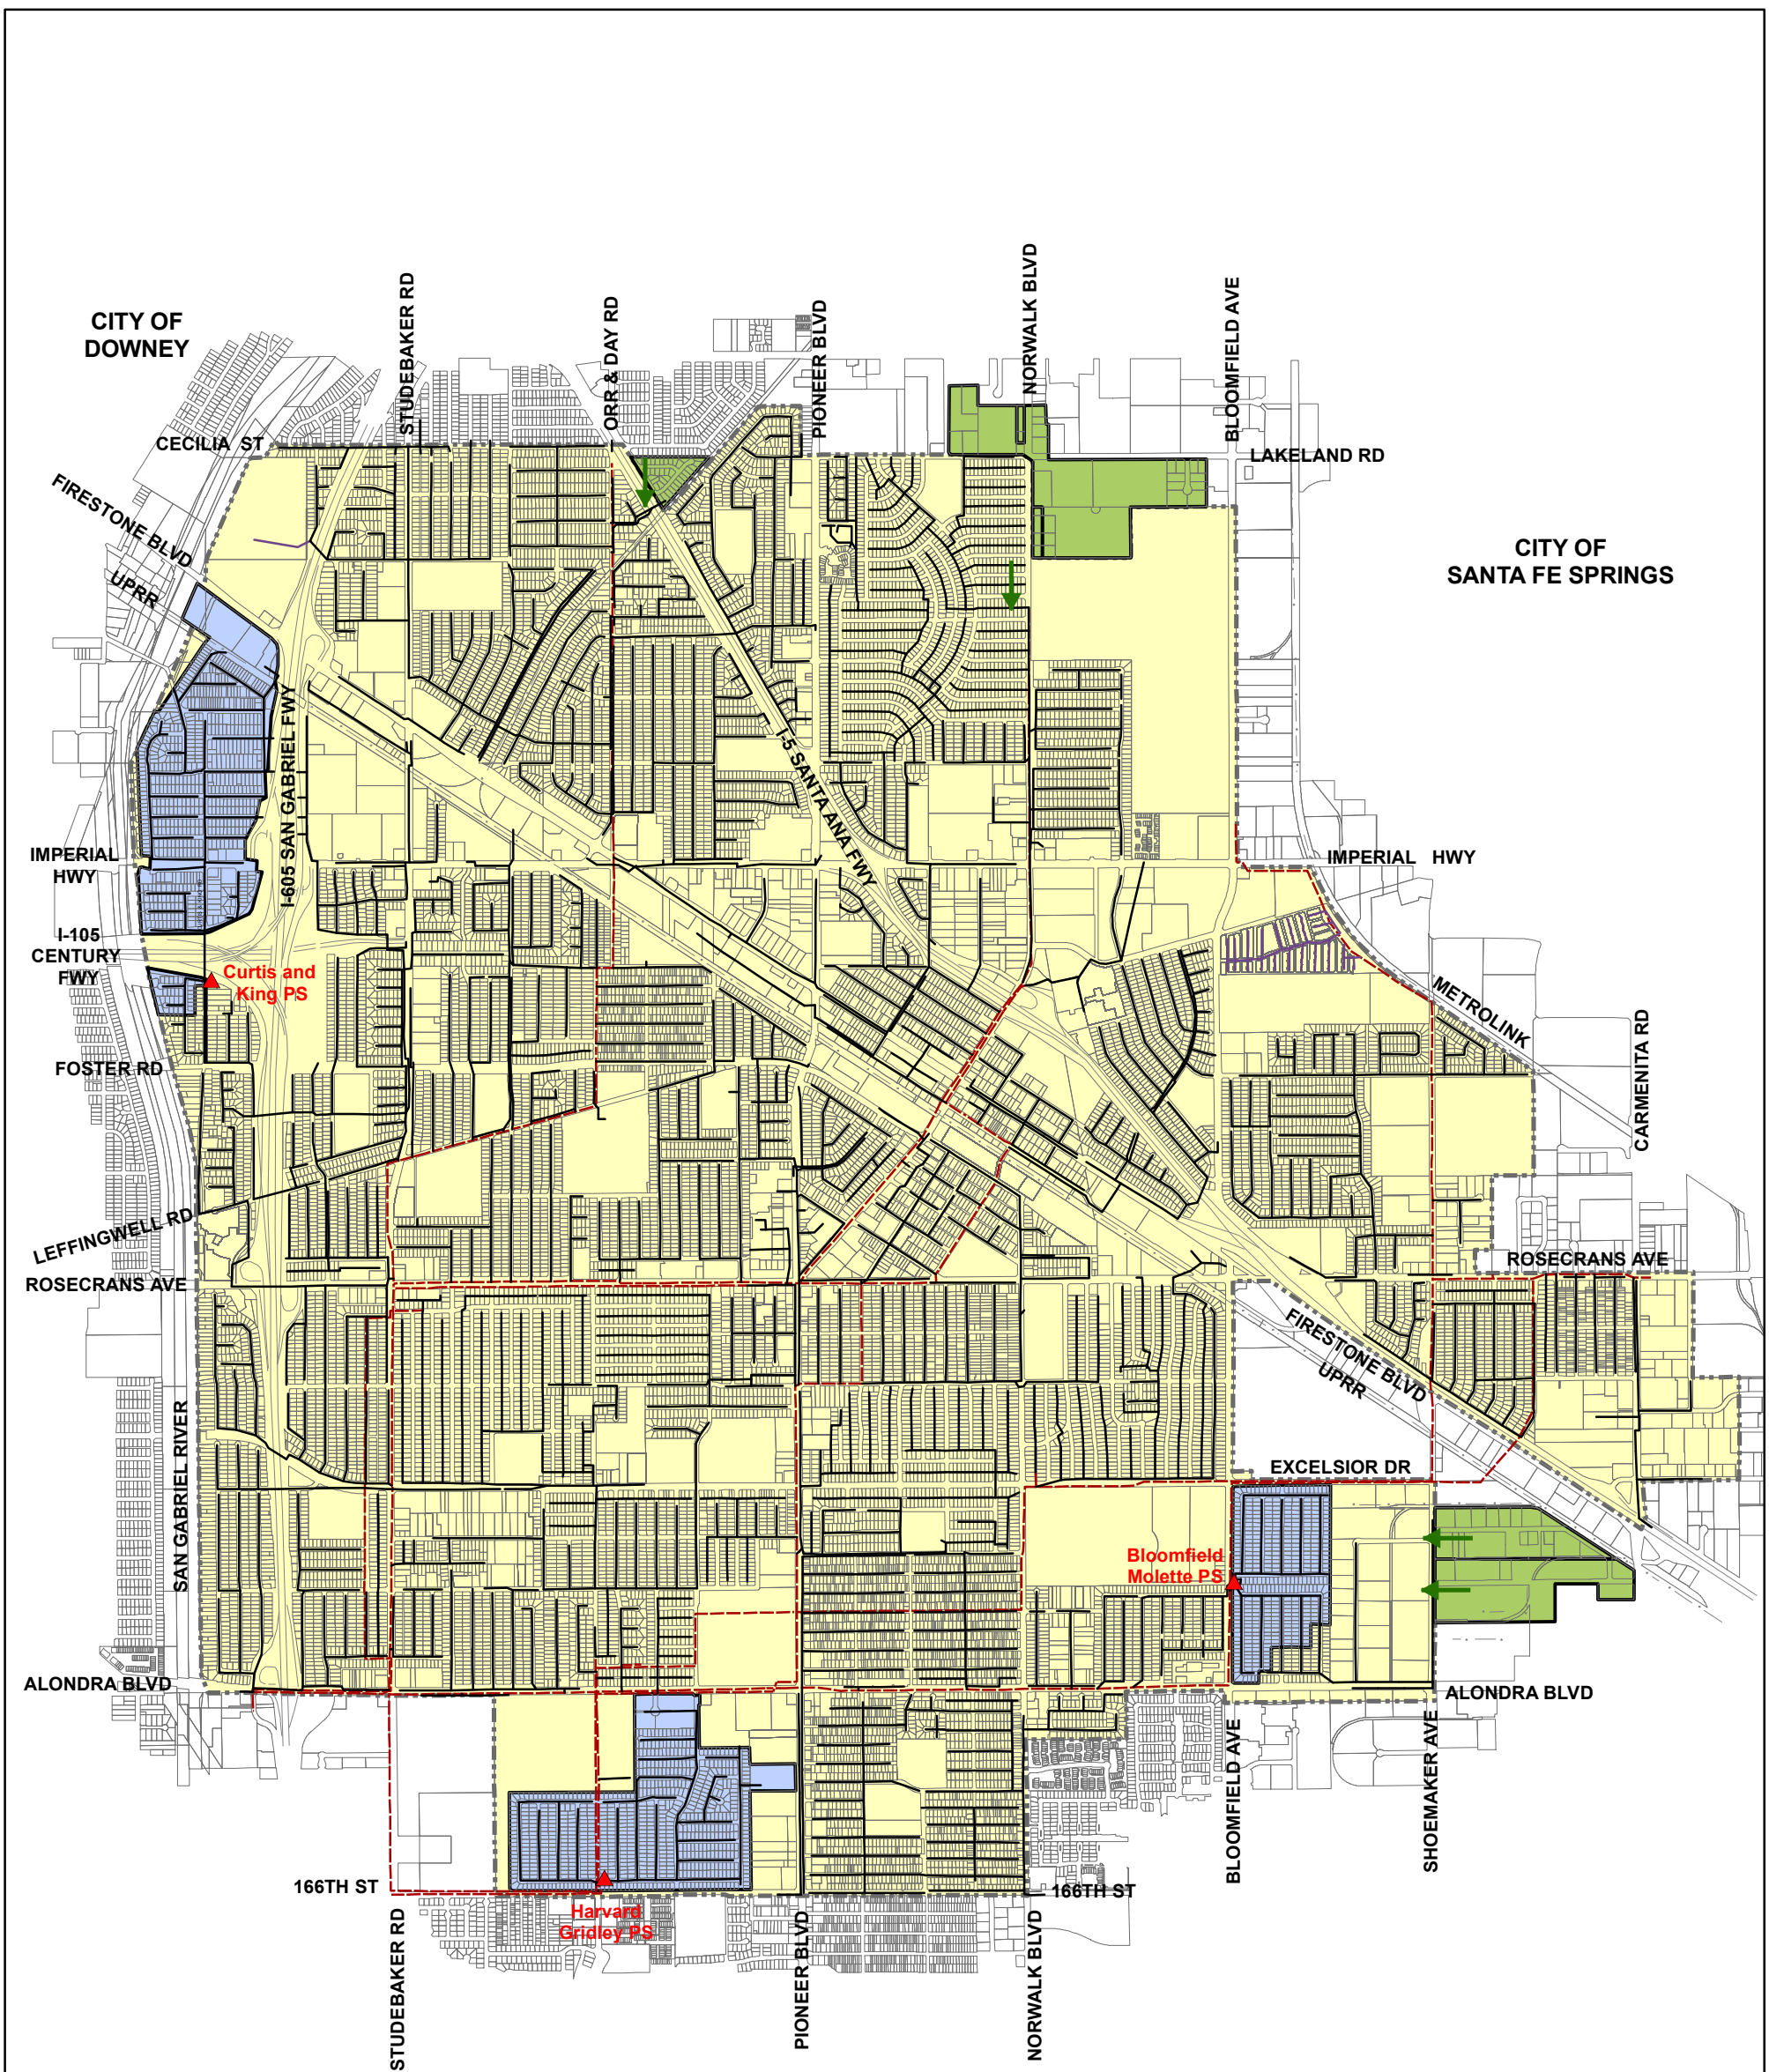 CITY OF
DOWNEY
STUDEBAKER RD
ORR & DAY RD
PIONEER BLVD
NORWALK BLVD
BLOOMFIELD AVE
CECILIA ST
LAKELAND RD
FIRESTONE BLVD
UPRR
CITY OF
SANTA FE SPRINGS
I-605 SAN GABRIEL FWY
I-5 SANTA ANA FWY
IMPERIAL
HWY
IMPERIAL HWY
I-105
CENTURY
FWY
Curtis and
King PS
METROLINK
CARMENITA RD
FOSTER RD
LEFFINGWELL RD
ROSECRANS AVE
ROSECRANS AVE
FIRESTONE BLVD
UPRR
SAN GABRIEL RIVER
EXCELSIOR DR
Bloomfield
Molette PS
ALONDRA BLVD
ALONDRA BLVD
BLOOMFIELD AVE
SHOEMAKER AVE
166TH ST
166TH ST
Harvard
Gridley PS
STUDEBAKER RD
PIONEER BLVD
NORWALK BLVD